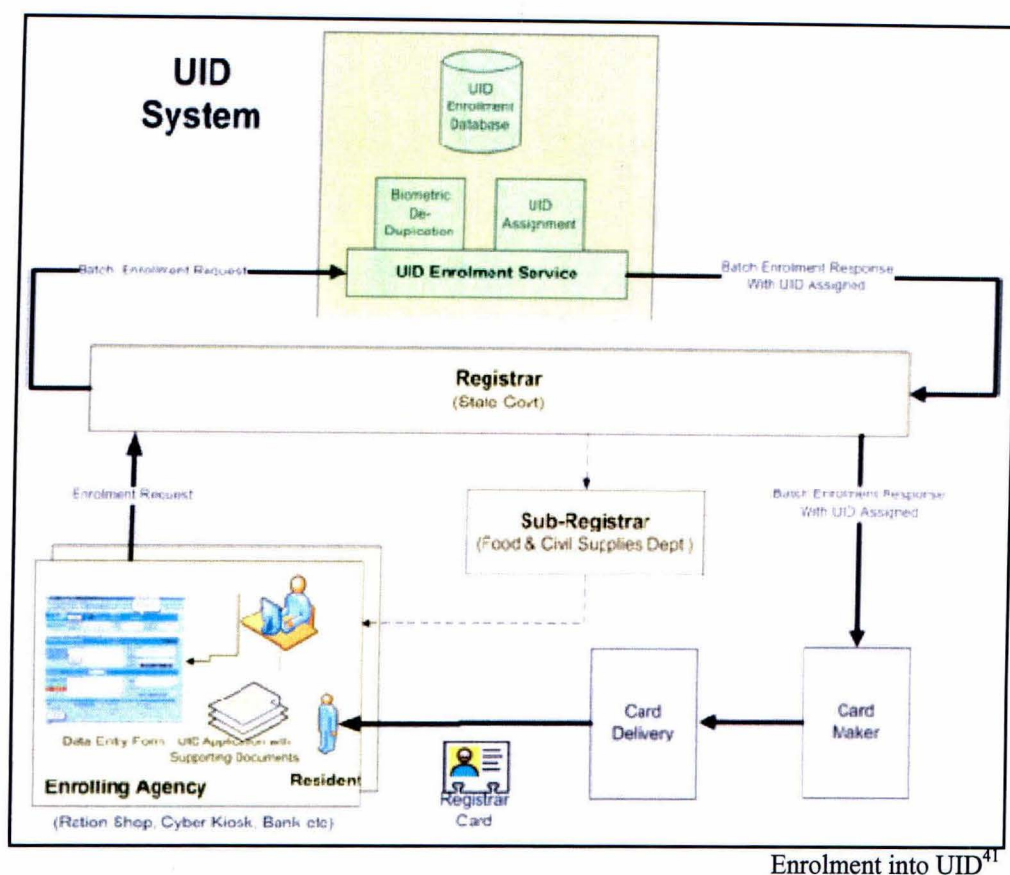 UID
System
UID
Enrollment
Database
Biometric
De-
Duplication
UID
Assignment
UID Enrolment Service
Batch Enrollment Request
Batch Enrolment Response
With UID Assigned
Registrar
(State Govt)
Enrolment Request
Batch Enrolment Response
With UID Assigned
Sub-Registrar
(Food & Civil Supplies Dept)
Data Entry Form
UID Application with
Supporting Documents
Resident
Enrolling Agency
(Ration Shop, Cyber Kiosk, Bank etc)
Registrar
Card
Card
Delivery
Card
Maker
Enrolment into UID41